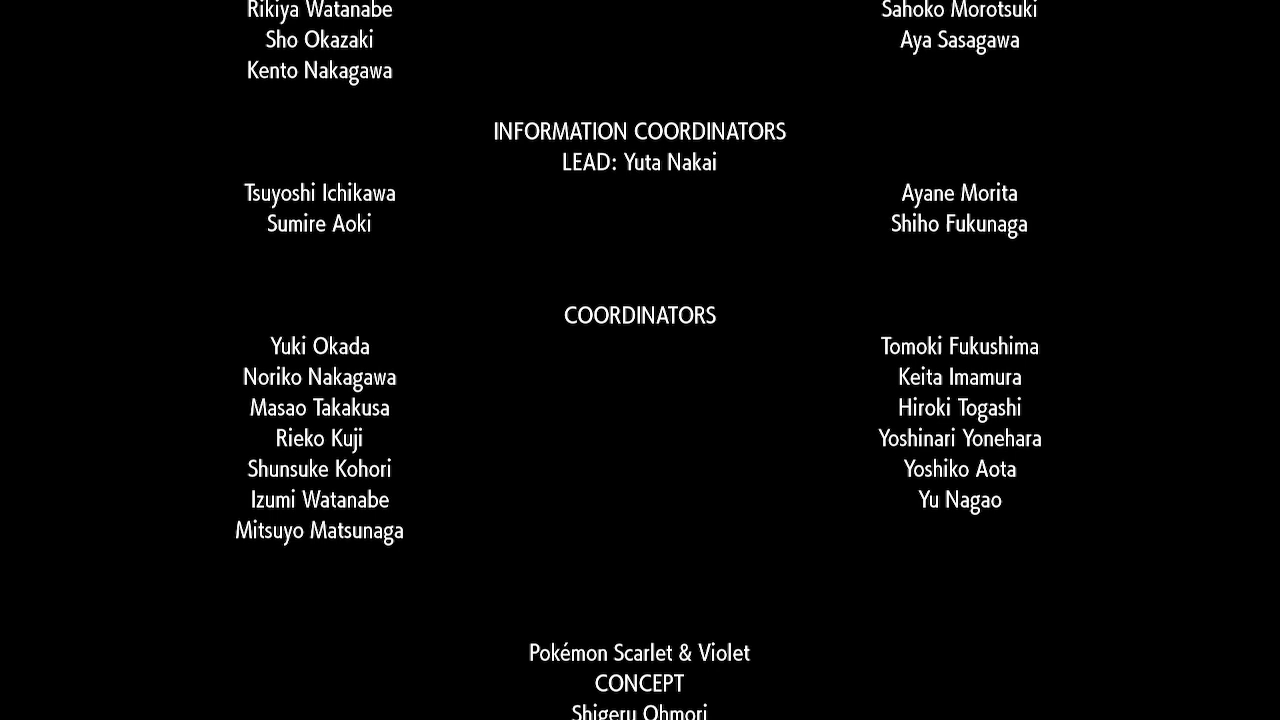 Rikiya Watanabe Sahoko Morotsuki
Sho Okazaki Aya Sasagawa
Kento Nakagawa
INFORMATION COORDINATORS
LEAD: Yuta Nakai
Tsuyoshi Ichikawa Ayane Morita
Sumire Aoki Shiho Fukunaga
COORDINATORS
Yuki Okada Tomoki Fukushima
Noriko Nakagawa Keita Imamura
Masao Takakusa Hiroki Togashi
Rieko Kuji Yoshinari Yonehara
Shunsuke Kohori Yoshiko Aota
Izumi Watanabe Yu Nagao
Mitsuyo Matsunaga
Pokémon Scarlet & Violet
CONCEPT
Shigeru Ohmori